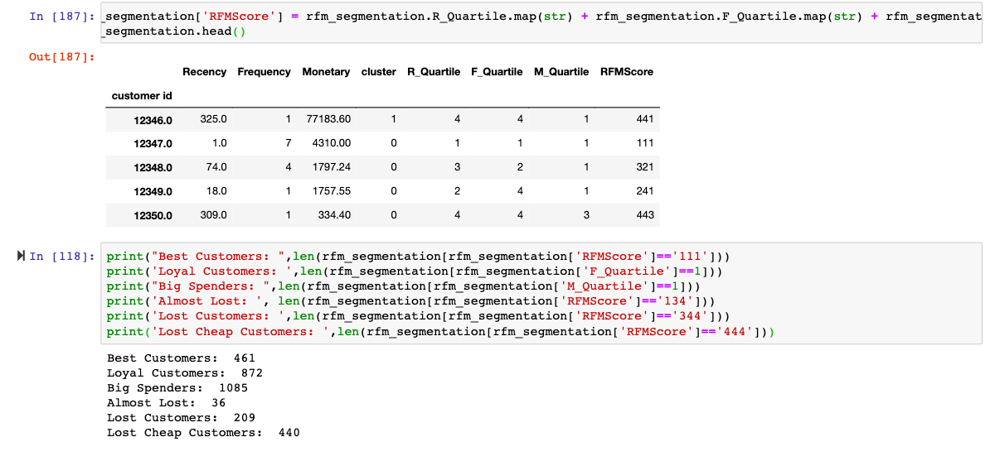 In [187]: _segmentation['RFMScore'] = rfm_segmentation.R_Quartile.map(str) + rfm_segmentation.F_Quartile.map(str) + rfm_segmentat
_segmentation.head()
Out[187]:
Recency Frequency Monetary cluster R_Quartile F_Quartile M_Quartile RFMScore
customer id
12346.0 325.0 1 77183.60 1 4 4 1 441
12347.0 1.0 7 4310.00 0 1 1 1 111
12348.0 74.0 4 1797.24 0 3 2 1 321
12349.0 18.0 1 1757.55 0 2 4 1 241
12350.0 309.0 1 334.40 0 4 4 3 443
In [118]: print("Best Customers: ",len(rfm_segmentation[rfm_segmentation['RFMScore']=='111']))
print('Loyal Customers: ',len(rfm_segmentation[rfm_segmentation['F_Quartile']==1]))
print("Big Spenders: ",len(rfm_segmentation[rfm_segmentation['M_Quartile']==1]))
print('Almost Lost: ', len(rfm_segmentation[rfm_segmentation['RFMScore']=='134']))
print('Lost Customers: ',len(rfm_segmentation[rfm_segmentation['RFMScore']=='344']))
print('Lost Cheap Customers: ',len(rfm_segmentation[rfm_segmentation['RFMScore']=='444']))
Best Customers:  461
Loyal Customers:  872
Big Spenders:  1085
Almost Lost:  36
Lost Customers:  209
Lost Cheap Customers:  440